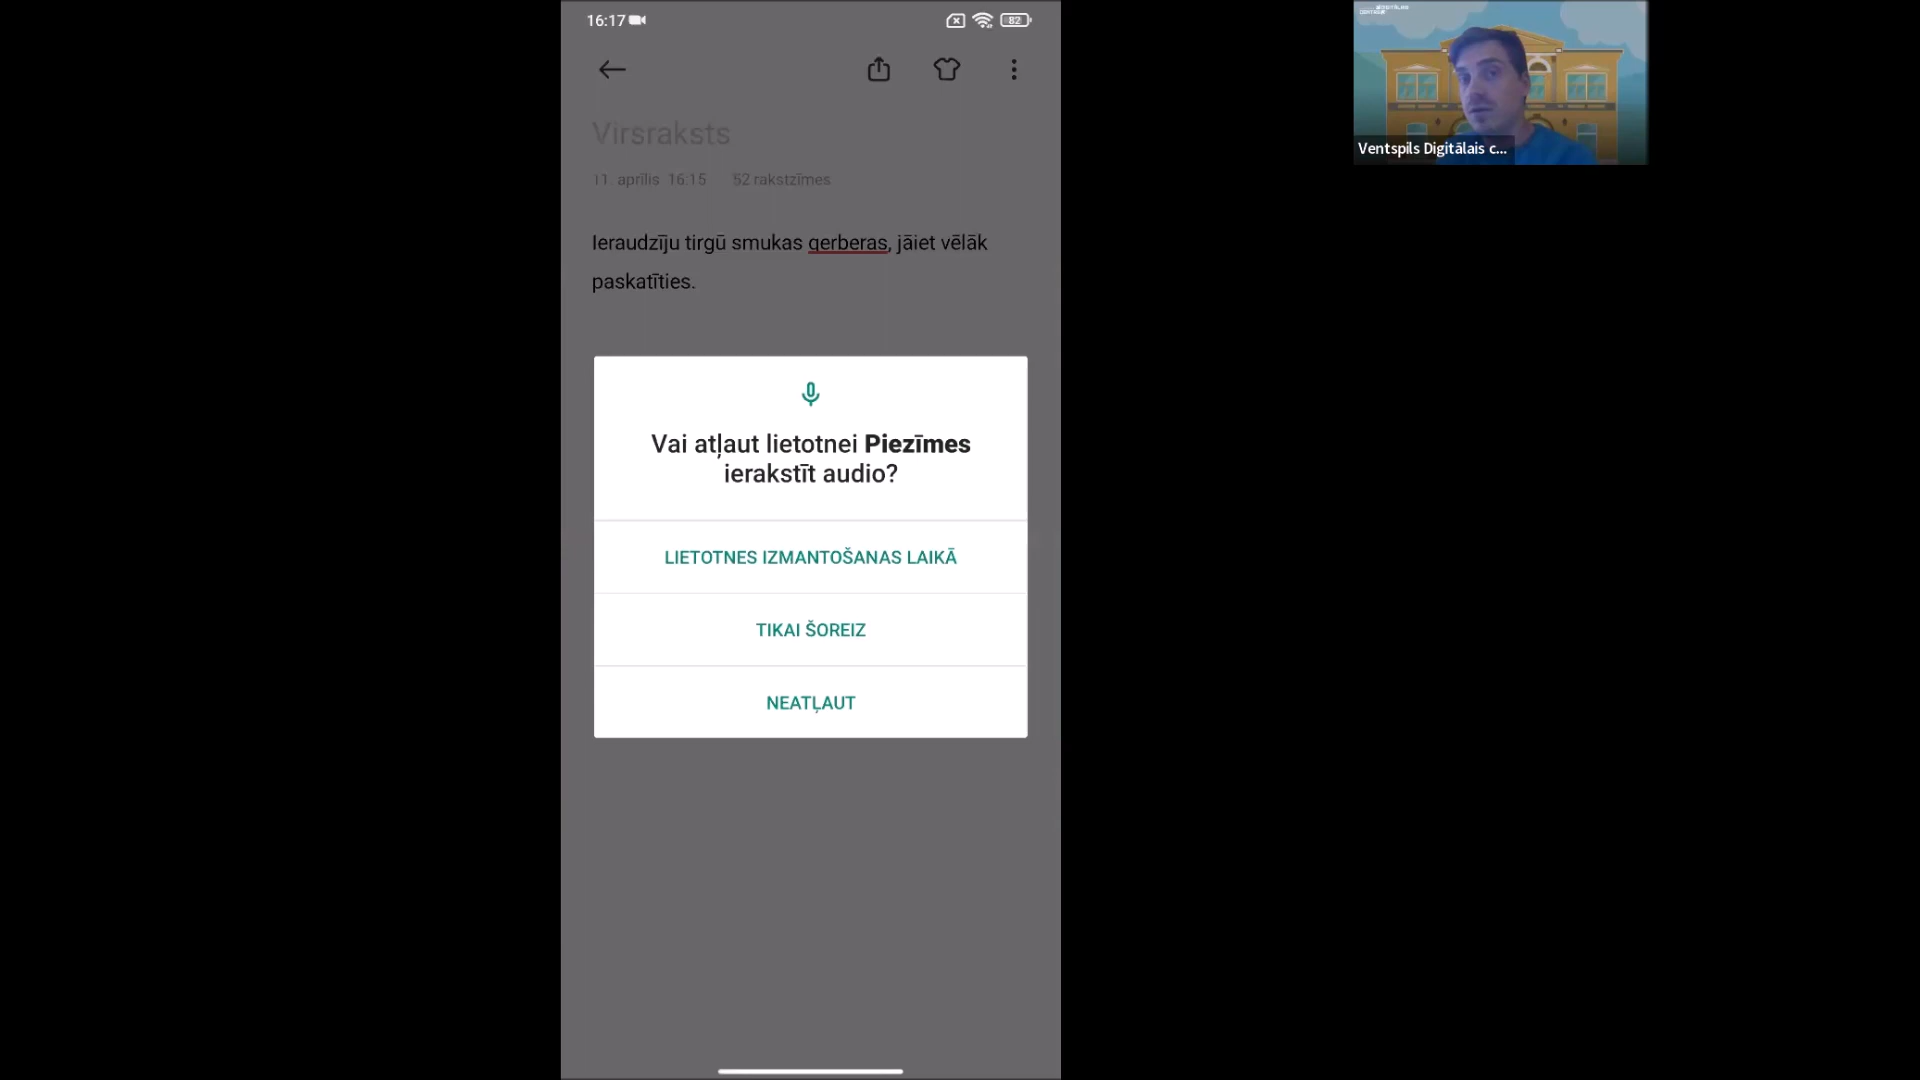 16:17
82
Virsraksts
11. aprīlis 16:15 52 rakstzīmes
Ieraudzīju tirgū smukas qerberas, jāiet vēlāk
paskatīties.
Vai atļaut lietotnei Piezīmes
ierakstīt audio?
LIETOTNES IZMANTOŠANAS LAIKĀ
TIKAI ŠOREIZ
NEATĻAUT
Ventspils Digitālais c...